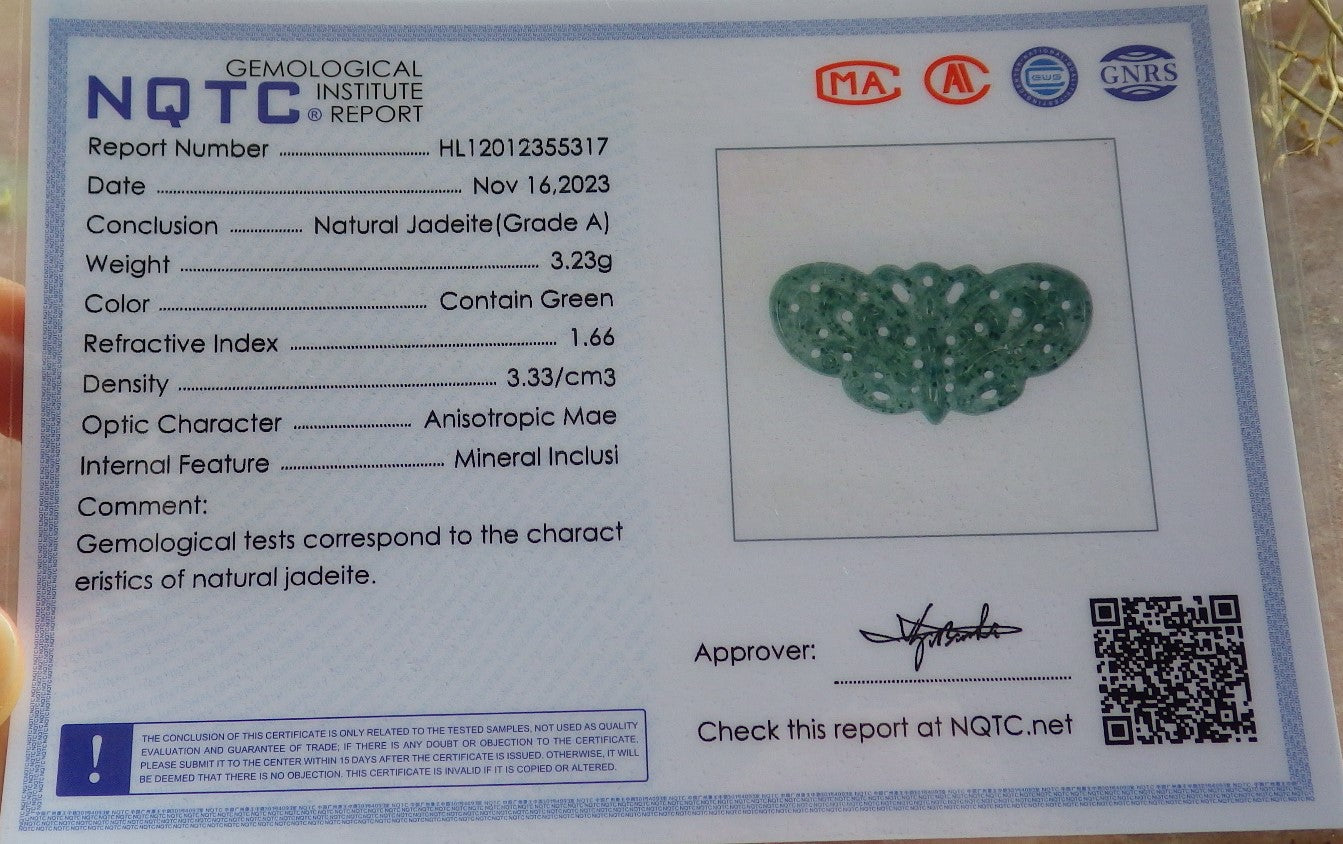 NQTC® GEMOLOGICAL INSTITUTE REPORT
MA
GNRS
Report Number HL12012355317
Date Nov 16,2023
Conclusion Natural Jadeite(Grade A)
Weight 3.23g
Color Contain Green
Refractive Index 1.66
Density 3.33/cm3
Optic Character Anisotropic Mae
Internal Feature Mineral Inclusi
Comment:
Gemological tests correspond to the charact
eristics of natural jadeite.
Approver:
Check this report at NQTC.net
! THE CONCLUSION OF THIS CERTIFICATE IS ONLY RELATED TO THE TESTED SAMPLES, NOT USED AS QUALITY
EVALUATION AND GUARANTEE OF TRADE; IF THERE IS ANY DOUBT OR OBJECTION TO THE CERTIFICATE,
PLEASE SUBMIT IT TO THE CENTER WITHIN 15 DAYS AFTER THE CERTIFICATE IS ISSUED. OTHERWISE, IT WILL
BE DEEMED THAT THERE IS NO OBJECTION. THIS CERTIFICATE IS INVALID IF IT IS COPIED OR ALTERED.